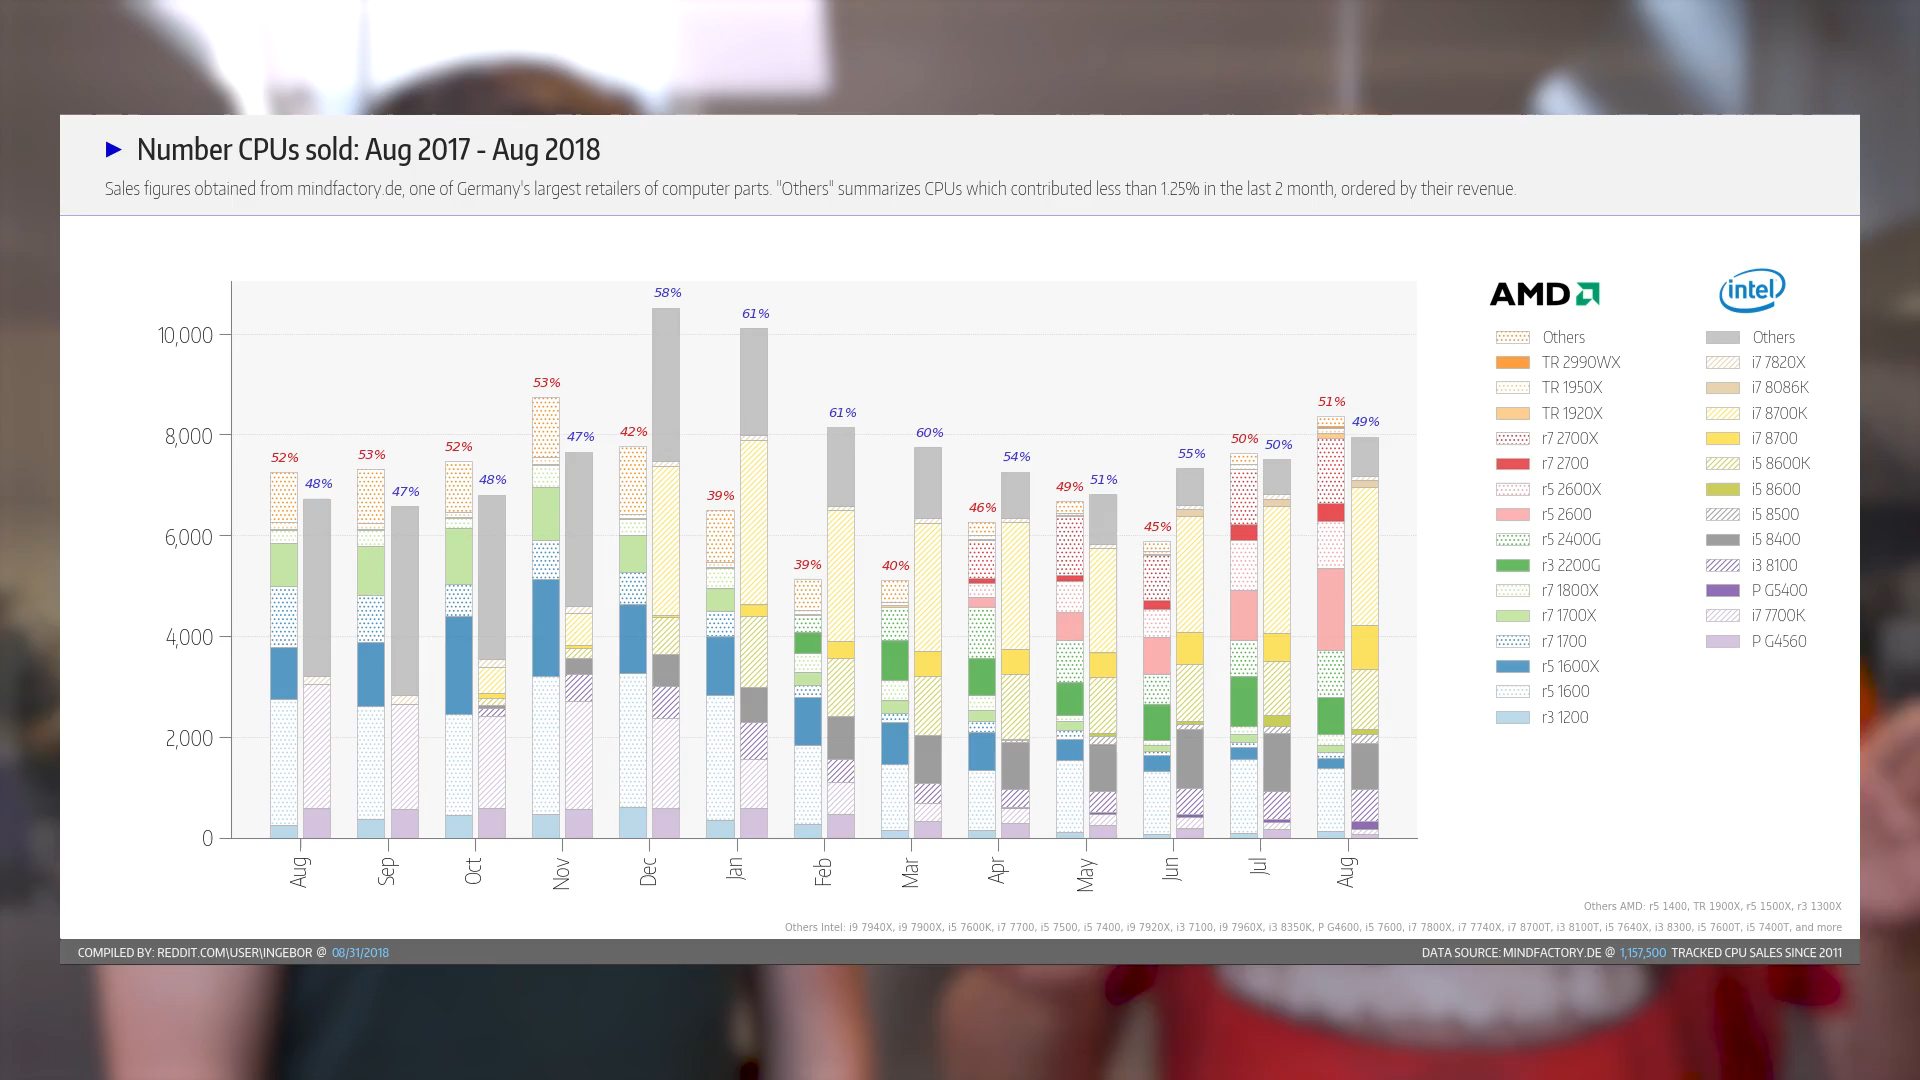 Number CPUs sold: Aug 2017 - Aug 2018
Sales figures obtained from mindfactory.de, one of Germany's largest retailers of computer parts. "Others" summarizes CPUs which contributed less than 1.25% in the last 2 month, ordered by their revenue.
10,000
8,000
6,000
4,000
2,000
0
52% 48% 53% 47% 52% 48% 53% 47% 42% 58% 39% 61% 39% 61% 40% 60% 46% 54% 49% 51% 45% 55% 50% 50% 51% 49%
Aug Sep Oct Nov Dec Jan Feb Mar Apr May Jun Jul Aug
AMD
Others
TR 2990WX
TR 1950X
TR 1920X
r7 2700X
r7 2700
r5 2600X
r5 2600
r5 2400G
r3 2200G
r7 1800X
r7 1700X
r7 1700
r5 1600X
r5 1600
r3 1200
intel
Others
i7 7820X
i7 8086K
i7 8700K
i7 8700
i5 8600K
i5 8600
i5 8500
i5 8400
i3 8100
P G5400
i7 7700K
P G4560
Others AMD: r5 1400, TR 1900X, r5 1500X, r3 1300X
Others Intel: i9 7940X, i9 7900X, i5 7600K, i7 7700, i5 7500, i5 7400, i9 7920X, i3 7100, i9 7960X, i3 8350K, P G4600, i5 7600, i7 7800X, i7 7740X, i7 8700T, i3 8100T, i5 7640X, i3 8300, i5 7600T, i5 7400T, and more
COMPILED BY: REDDIT.COM\USER\INGEBOR @ 08/31/2018
DATA SOURCE: MINDFACTORY.DE @ 1,157,500 TRACKED CPU SALES SINCE 2011